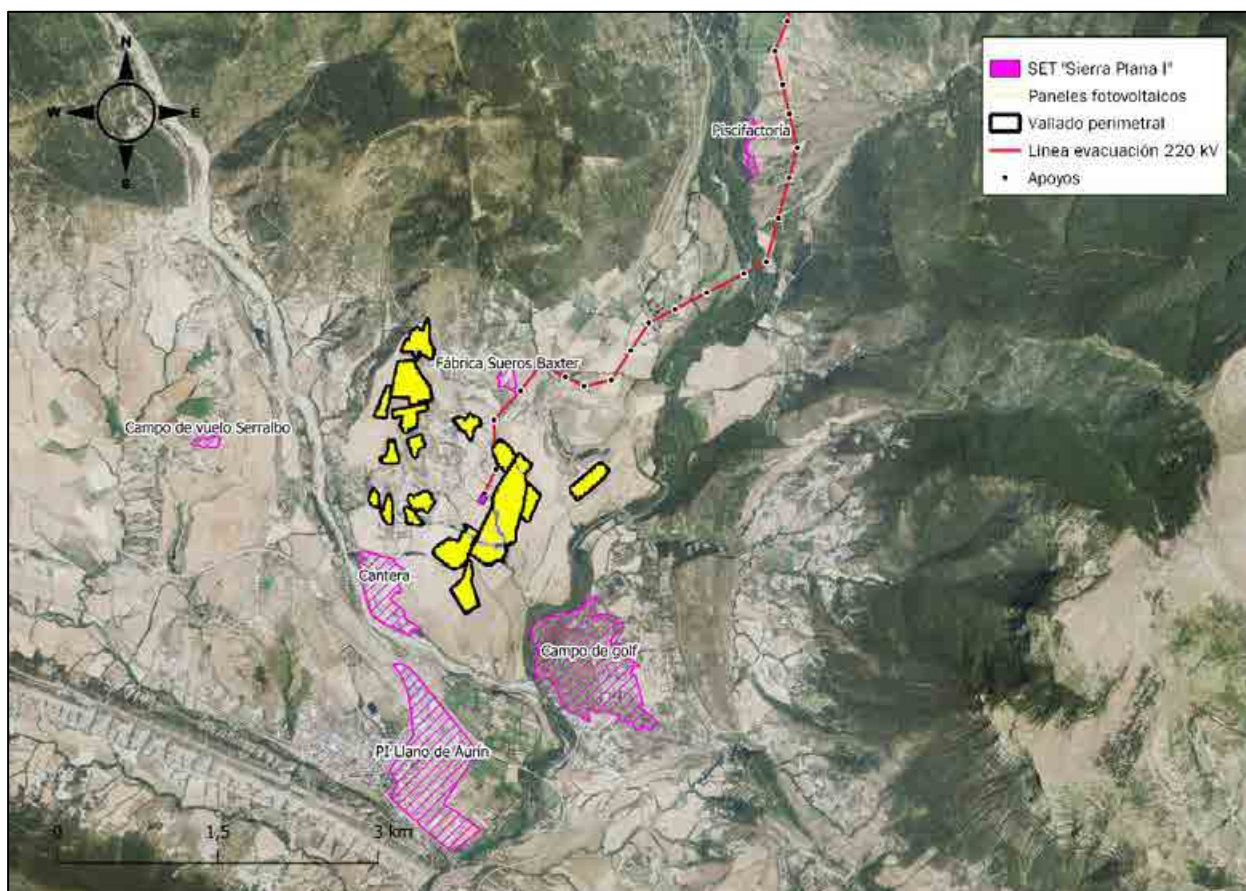 N
W
E
S
SET "Sierra Plana I"
Paneles fotovoltaicos
Vallado perimetral
Línea evacuación 220 kV
Apoyos
Piscifactoría
Fábrica Sueros Baxter
Campo de vuelo Serralbo
Cantera
Campo de golf
PI Llano de Aurín
0
1,5
3 km